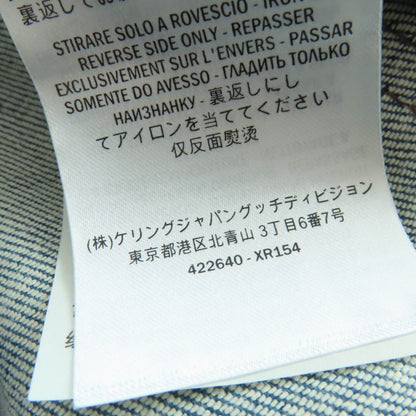 裏返して
STIRARE SOLO A ROVESCIO - IRON
REVERSE SIDE ONLY - REPASSER
EXCLUSIVEMENT SUR L'ENVERS - PASSAR
SOMENTE DO AVESSO - ГЛАДИТЬ ТОЛЬКО
НАИЗНАНКУ - 裏返しにし
てアイロンを当ててください
仅反面熨烫
(株)ケリングジャパングッチディビジョン
東京都港区北青山 3丁目6番7号
422640 - XR154